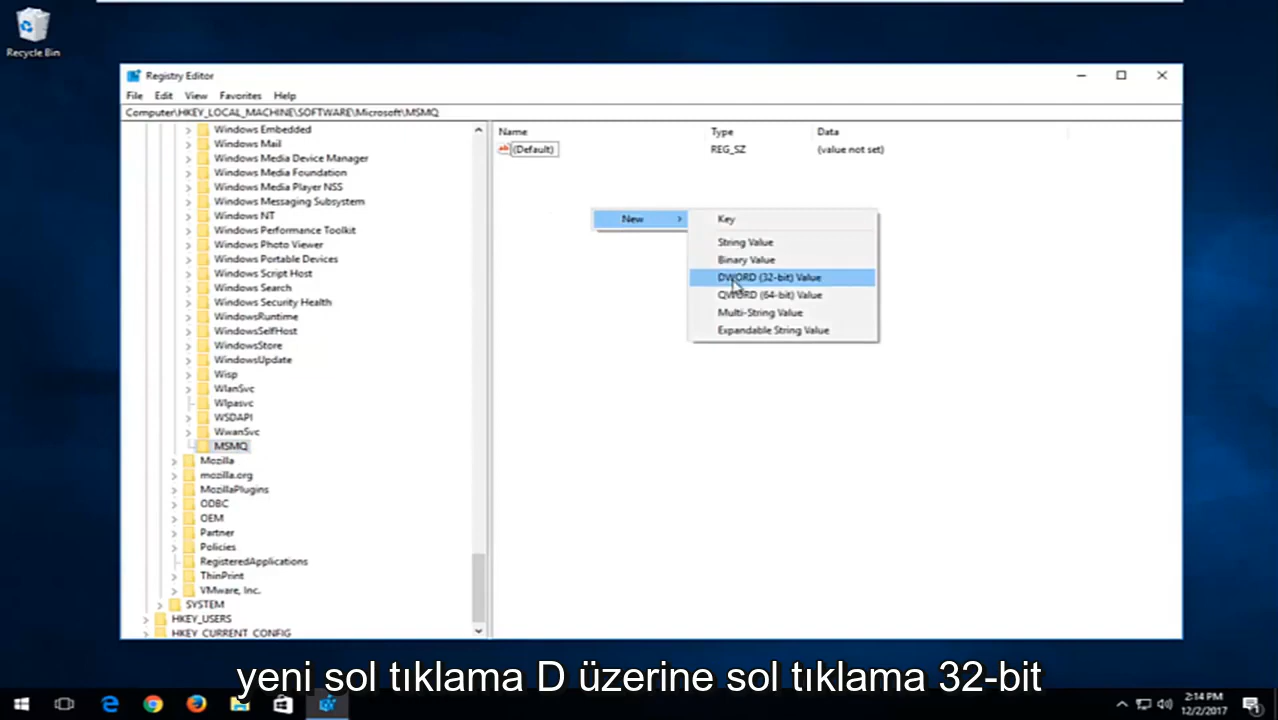 Recycle Bin
Registry Editor
File Edit View Favorites Help
Computer\HKEY_LOCAL_MACHINE\SOFTWARE\Microsoft\MSMQ
Windows Embedded
Windows Mail
Windows Media Device Manager
Windows Media Foundation
Windows Media Player NSS
Windows Messaging Subsystem
Windows NT
Windows Performance Toolkit
Windows Photo Viewer
Windows Portable Devices
Windows Script Host
Windows Search
Windows Security Health
WindowsRuntime
WindowsSelfHost
WindowsStore
WindowsUpdate
Wisp
WlanSvc
Wlpasvc
WSDAPI
WwanSvc
MSMQ
Mozilla
mozilla.org
MozillaPlugins
ODBC
OEM
Partner
Policies
RegisteredApplications
ThinPrint
VMware, Inc.
SYSTEM
HKEY_USERS
HKEY_CURRENT_CONFIG
Name Type Data
(Default) REG_SZ (value not set)
New
Key
String Value
Binary Value
DWORD (32-bit) Value
QWORD (64-bit) Value
Multi-String Value
Expandable String Value
yeni sol tıklama D üzerine sol tıklama 32-bit
2:14 PM
12/2/2017